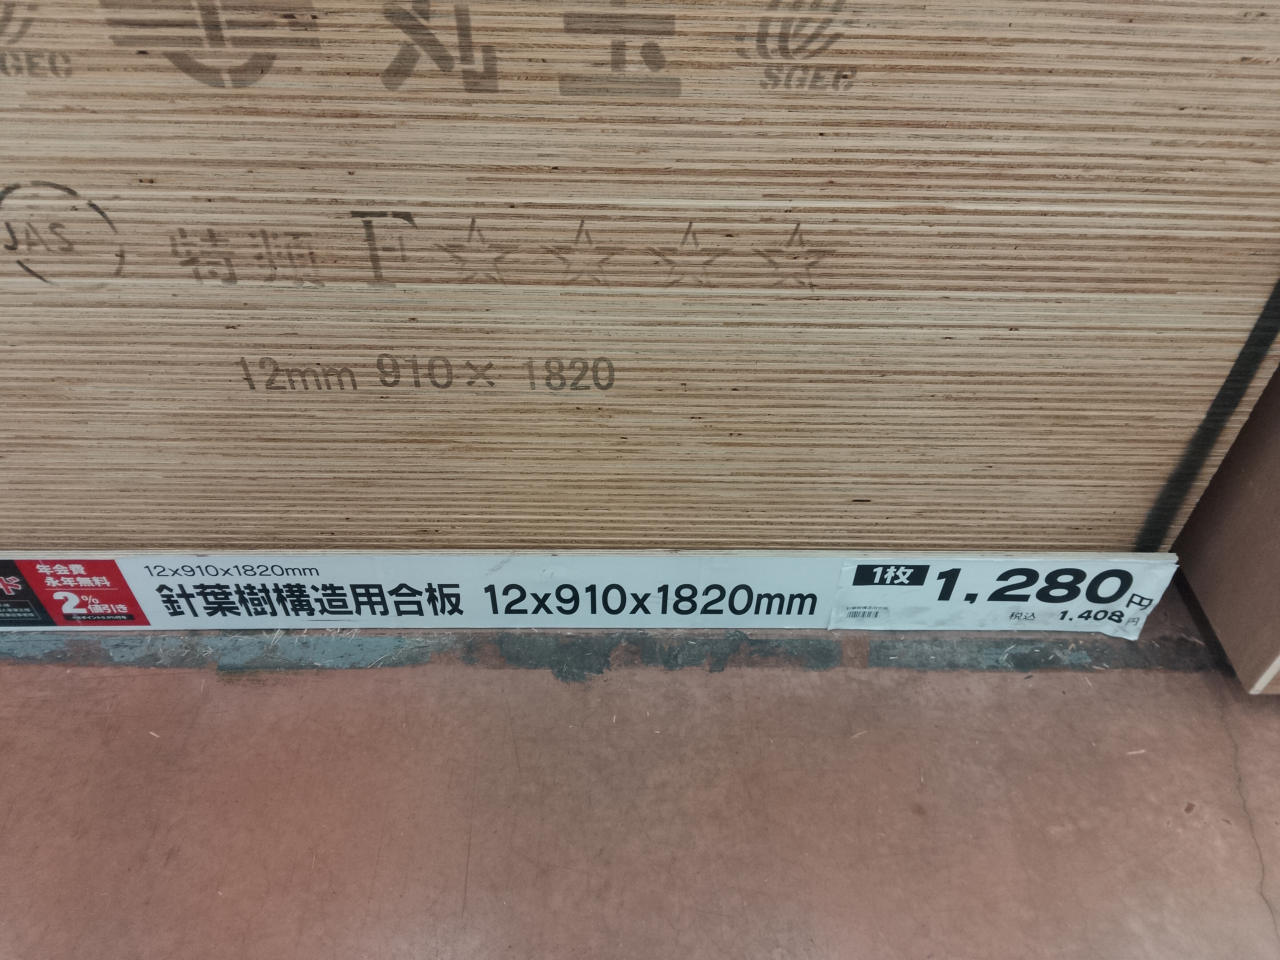 SGEC
SGEC
JAS
特類 F☆☆☆☆
12mm 910× 1820
年会費
永年無料
2%
値引き
12x910x1820mm
針葉樹構造用合板 12x910x1820mm
1枚 1,280円
税込 1,408円